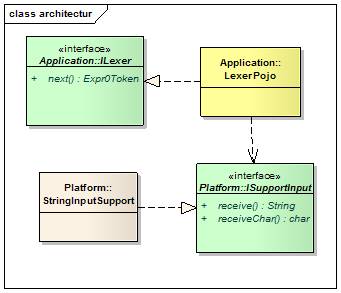 class architectur
«interface»
Application::ILexer
+ next() : Expr0Token
Application::
LexerPojo
Platform::
StringInputSupport
«interface»
Platform::ISupportInput
+ receive() : String
+ receiveChar() : char